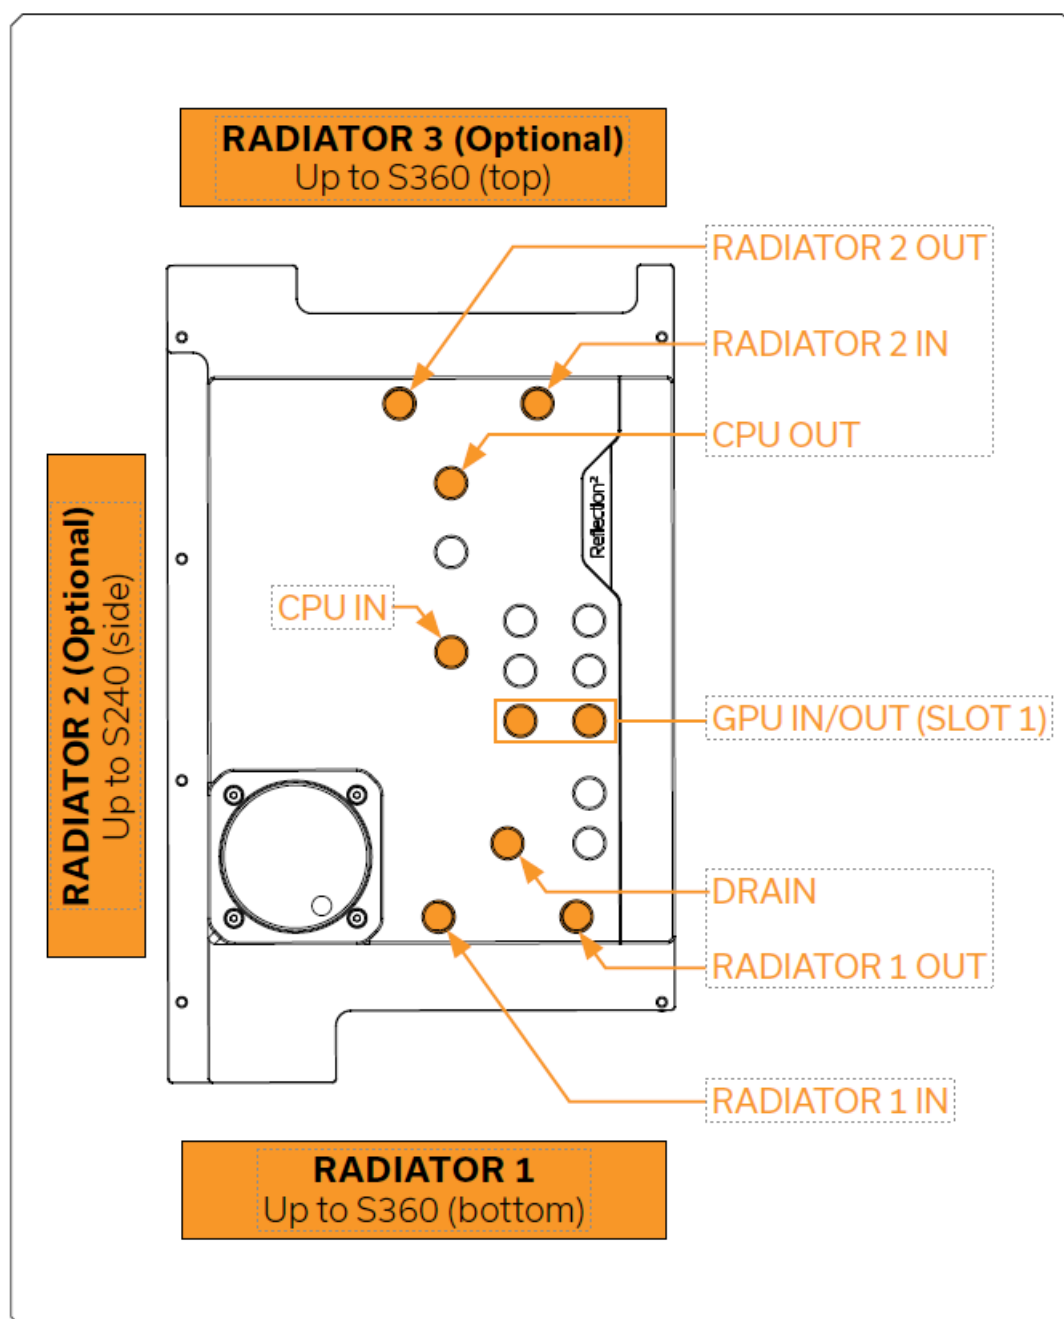 RADIATOR 3 (Optional)
Up to S360 (top)
RADIATOR 2 OUT
RADIATOR 2 IN
CPU OUT
Reflection²
CPU IN
RADIATOR 2 (Optional)
Up to S240 (side)
GPU IN/OUT (SLOT 1)
DRAIN
RADIATOR 1 OUT
RADIATOR 1 IN
RADIATOR 1
Up to S360 (bottom)